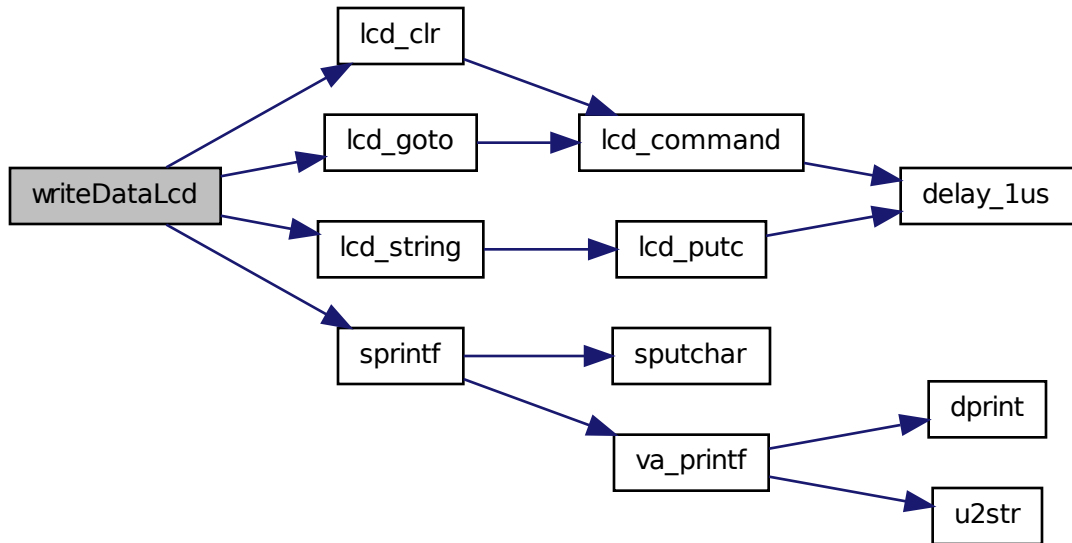 writeDataLcd
lcd_clr
lcd_goto
lcd_string
sprintf
lcd_command
lcd_putc
sputchar
va_printf
delay_1us
dprint
u2str